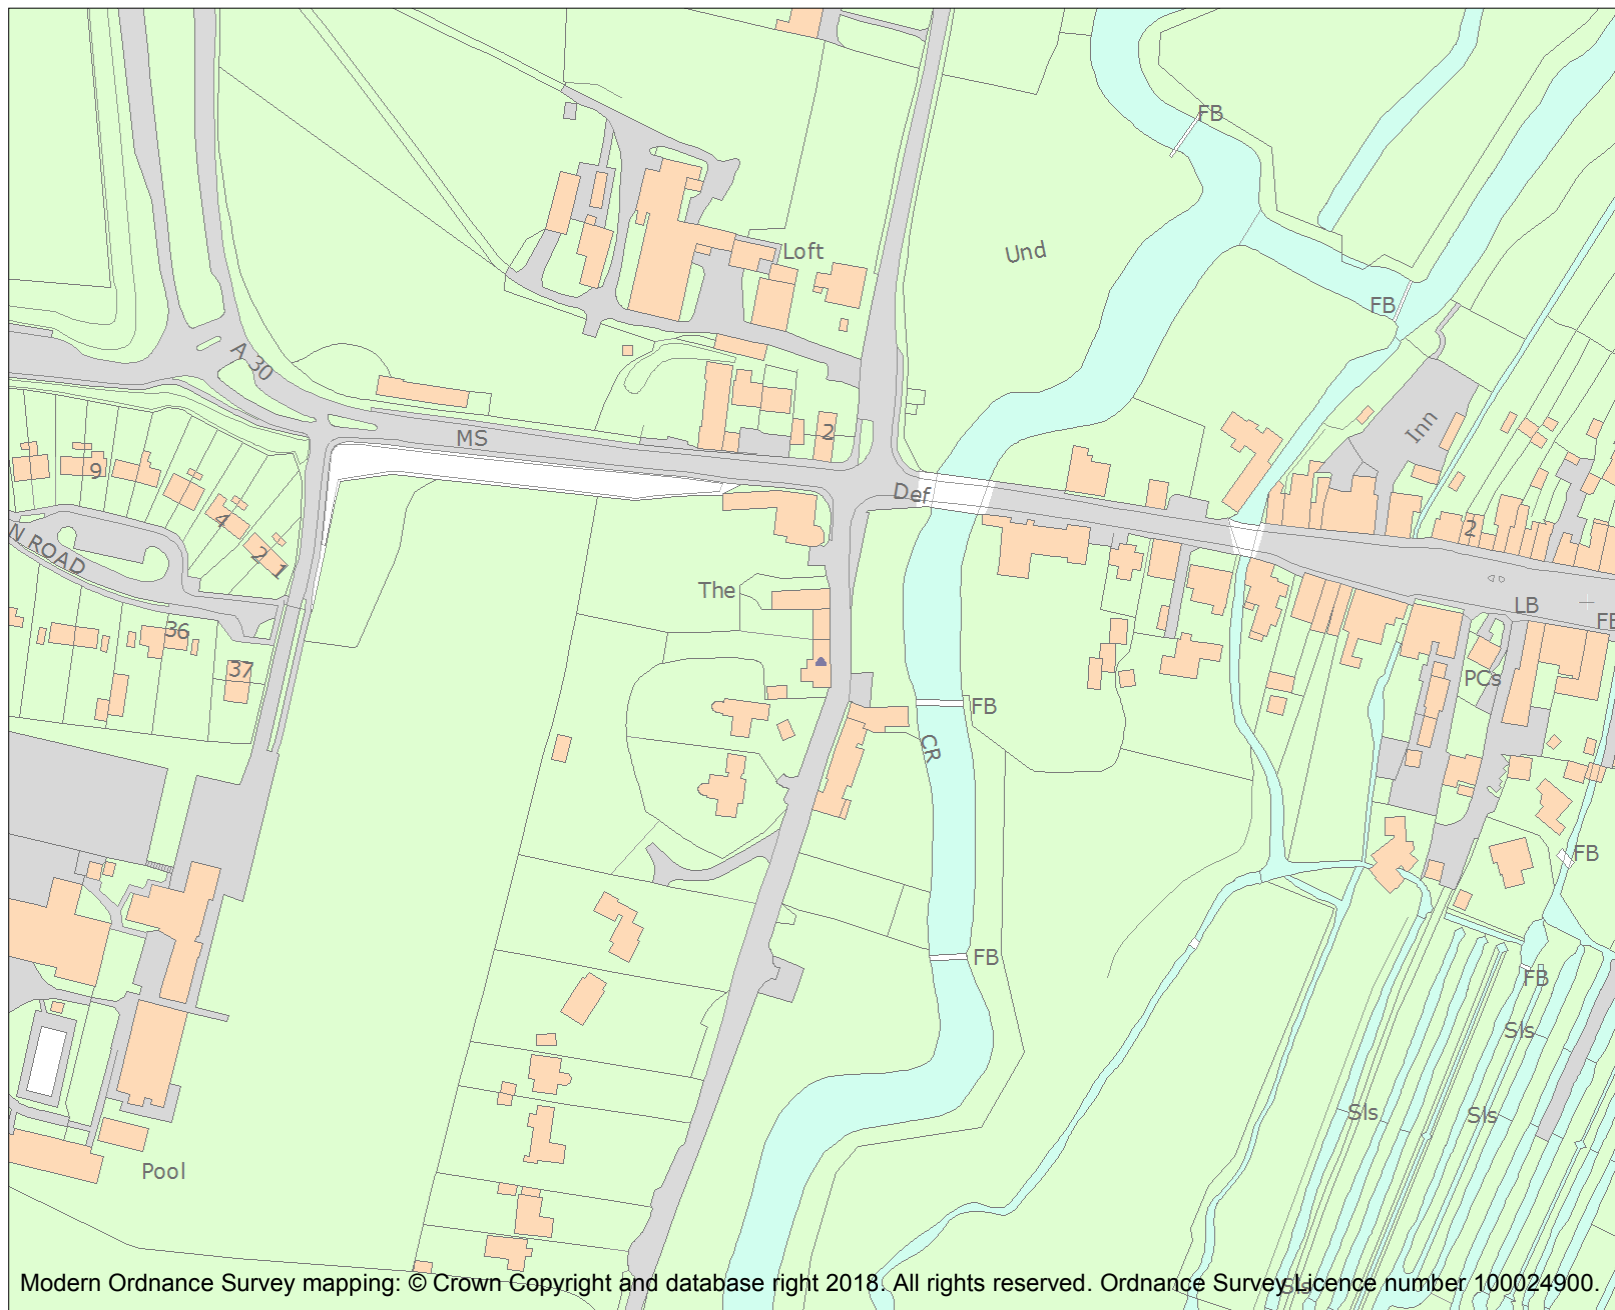 FB
Loft
Und
FB
A 30
Inn
MS
2
Def
9
4
2
1
2
N ROAD
The
LB
FB
36
37
PCs
FB
CR
FB
FB
FB
Sls
Sls
Sls
Pool
Sls
Modern Ordnance Survey mapping: © Crown Copyright and database right 2018. All rights reserved. Ordnance Survey Licence number 100024900.